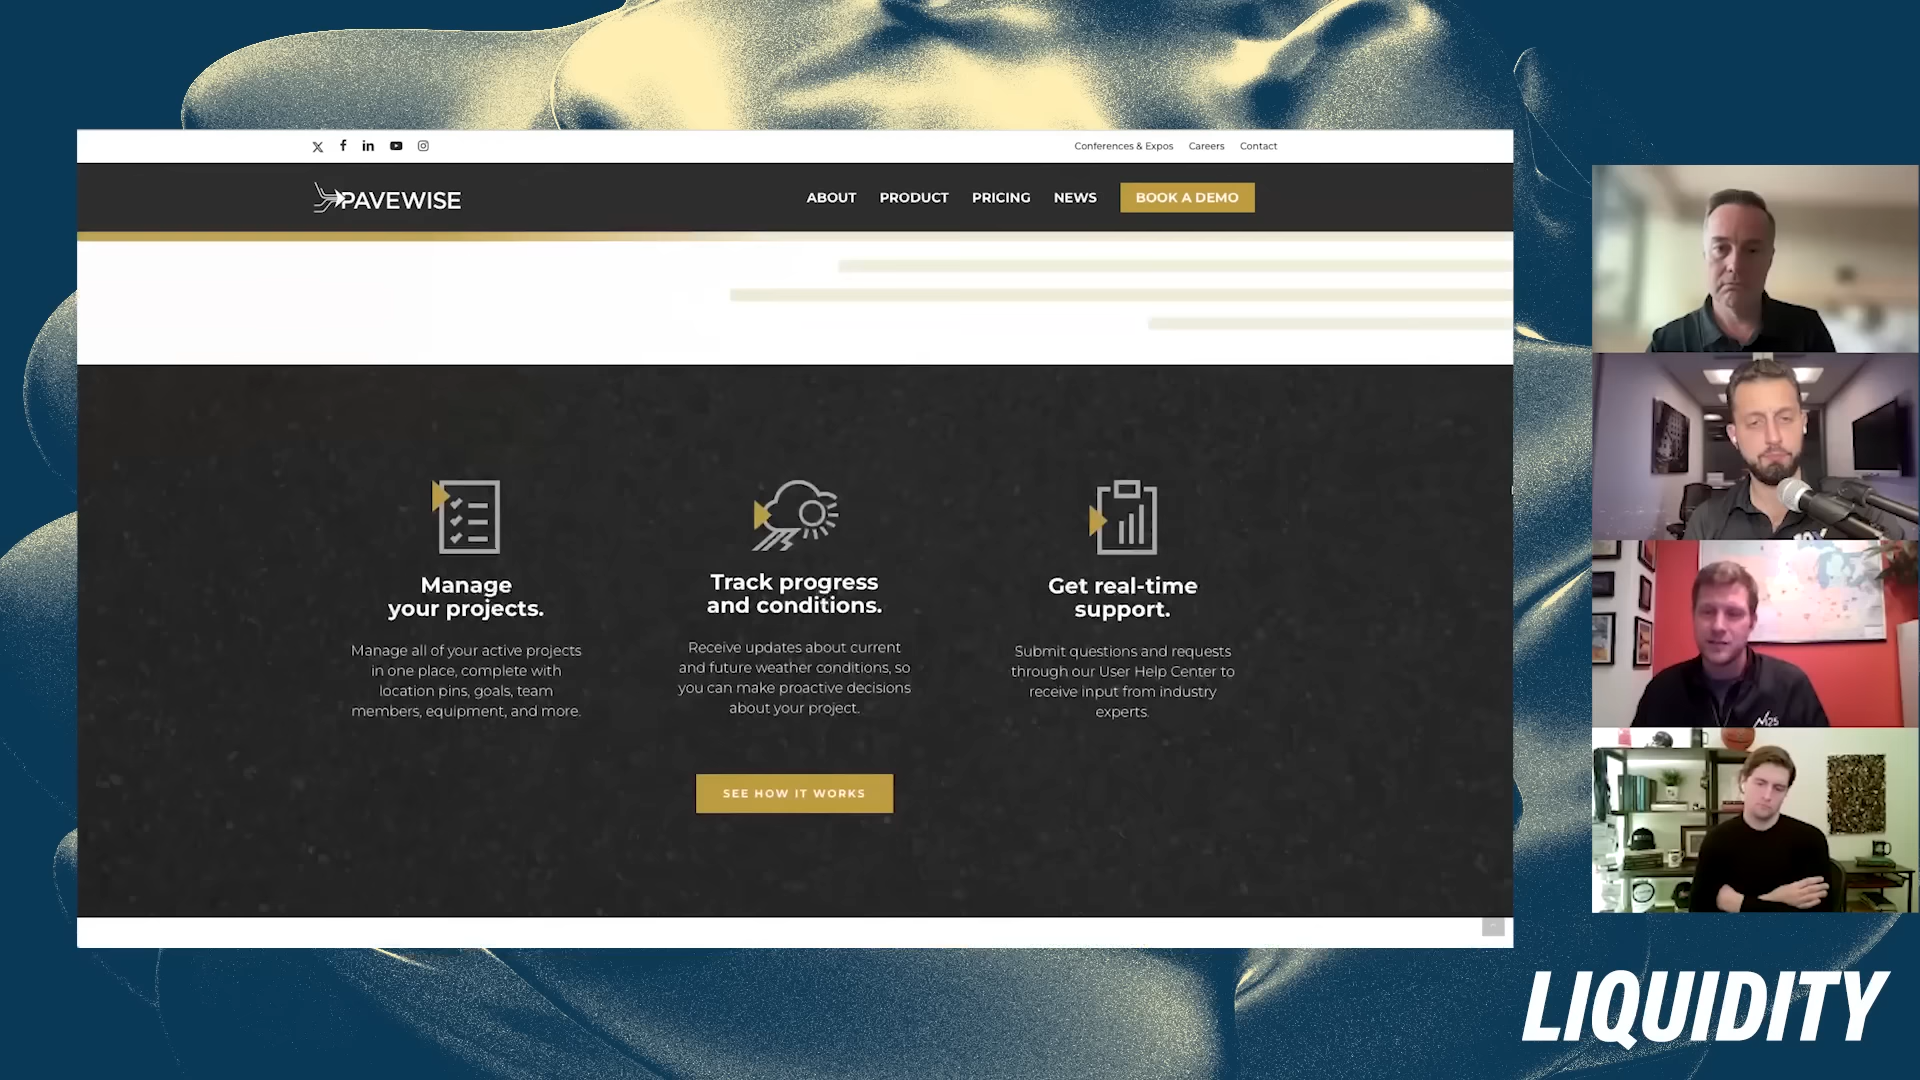 Conferences & Expos Careers Contact
PAVEWISE
ABOUT PRODUCT PRICING NEWS BOOK A DEMO
Manage
your projects.
Manage all of your active projects
in one place, complete with
location pins, goals, team
members, equipment, and more.
Track progress
and conditions.
Receive updates about current
and future weather conditions, so
you can make proactive decisions
about your project.
Get real-time
support.
Submit questions and requests
through our User Help Center to
receive input from industry
experts.
SEE HOW IT WORKS
LIQUIDITY